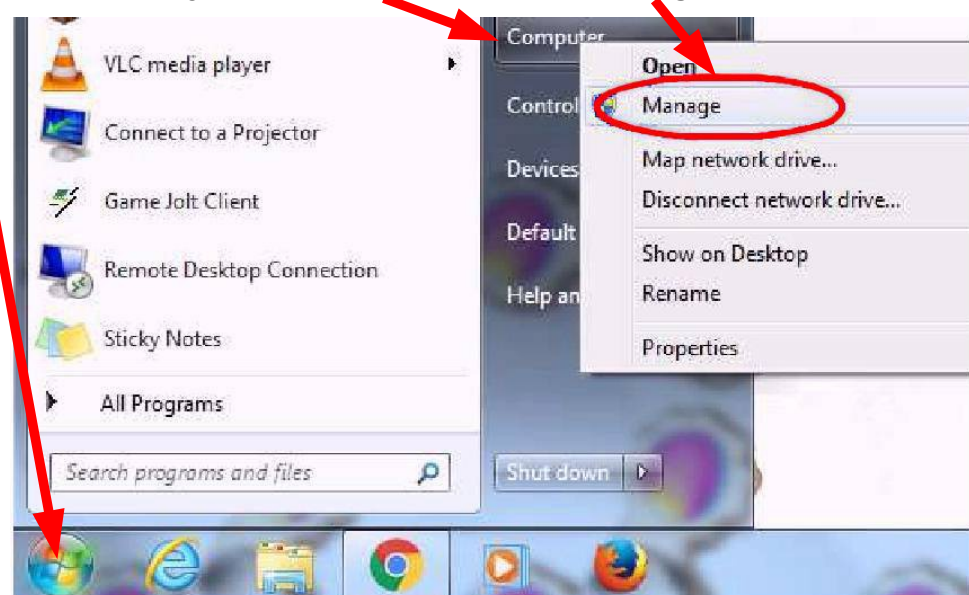 VLC media player
Connect to a Projector
Game Jolt Client
Remote Desktop Connection
Sticky Notes
All Programs
Search programs and files
Computer
Control
Devices
Default
Help an
Shut down
Open
Manage
Map network drive...
Disconnect network drive...
Show on Desktop
Rename
Properties